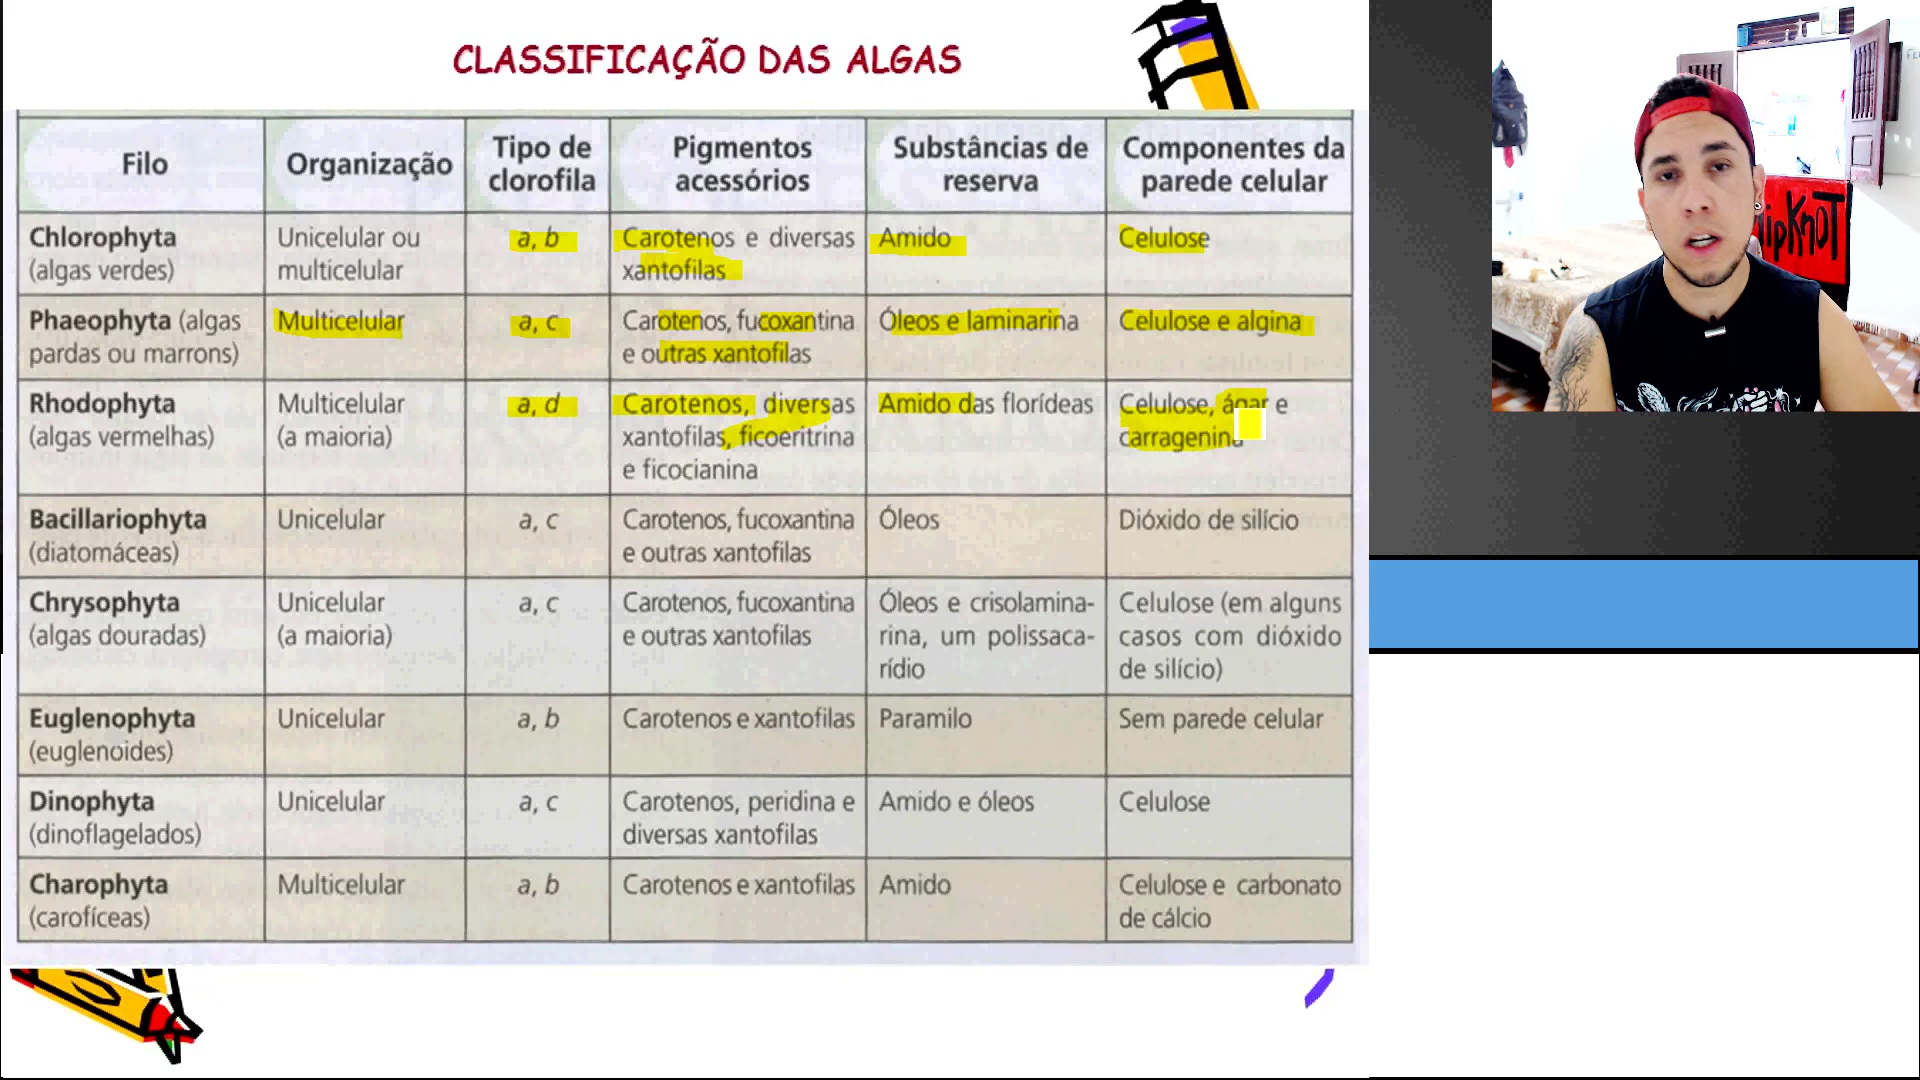 CLASSIFICAÇÃO DAS ALGAS
Filo
Organização
Tipo de
clorofila
Pigmentos
acessórios
Substâncias de
reserva
Componentes da
parede celular
Chlorophyta
(algas verdes)
Unicelular ou
multicelular
a, b
Carotenos e diversas
xantofilas
Amido
Celulose
Phaeophyta (algas
pardas ou marrons)
Multicelular
a, c
Carotenos, fucoxantina
e outras xantofilas
Óleos e laminarina
Celulose e algina
Rhodophyta
(algas vermelhas)
Multicelular
(a maioria)
a, d
Carotenos, diversas
xantofilas, ficoeritrina
e ficocianina
Amido das florídeas
Celulose, ágar e
carragenina
Bacillariophyta
(diatomáceas)
Unicelular
a, c
Carotenos, fucoxantina
e outras xantofilas
Óleos
Dióxido de silício
Chrysophyta
(algas douradas)
Unicelular
(a maioria)
a, c
Carotenos, fucoxantina
e outras xantofilas
Óleos e crisolamina-
rina, um polissaca-
rídio
Celulose (em alguns
casos com dióxido
de silício)
Euglenophyta
(euglenoides)
Unicelular
a, b
Carotenos e xantofilas
Paramilo
Sem parede celular
Dinophyta
(dinoflagelados)
Unicelular
a, c
Carotenos, peridina e
diversas xantofilas
Amido e óleos
Celulose
Charophyta
(carofíceas)
Multicelular
a, b
Carotenos e xantofilas
Amido
Celulose e carbonato
de cálcio
lipKnoT